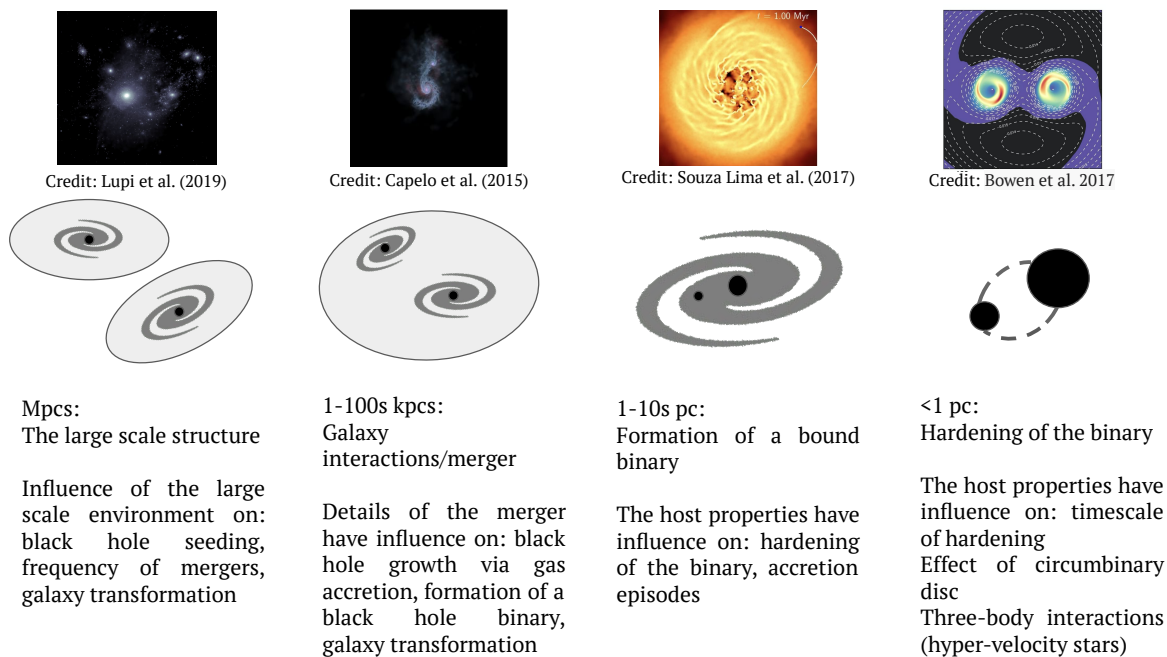 t = 1.00 Myr
Credit: Lupi et al. (2019)
Credit: Capelo et al. (2015)
Credit: Souza Lima et al. (2017)
Credit: Bowen et al. 2017
Mpcs:
The large scale structure
Influence of the large
scale environment on:
black hole seeding,
frequency of mergers,
galaxy transformation
1-100s kpcs:
Galaxy
interactions/merger
Details of the merger
have influence on: black
hole growth via gas
accretion, formation of a
black hole binary,
galaxy transformation
1-10s pc:
Formation of a bound
binary
The host properties have
influence on: hardening
of the binary, accretion
episodes
<1 pc:
Hardening of the binary
The host properties have
influence on: timescale
of hardening
Effect of circumbinary
disc
Three-body interactions
(hyper-velocity stars)